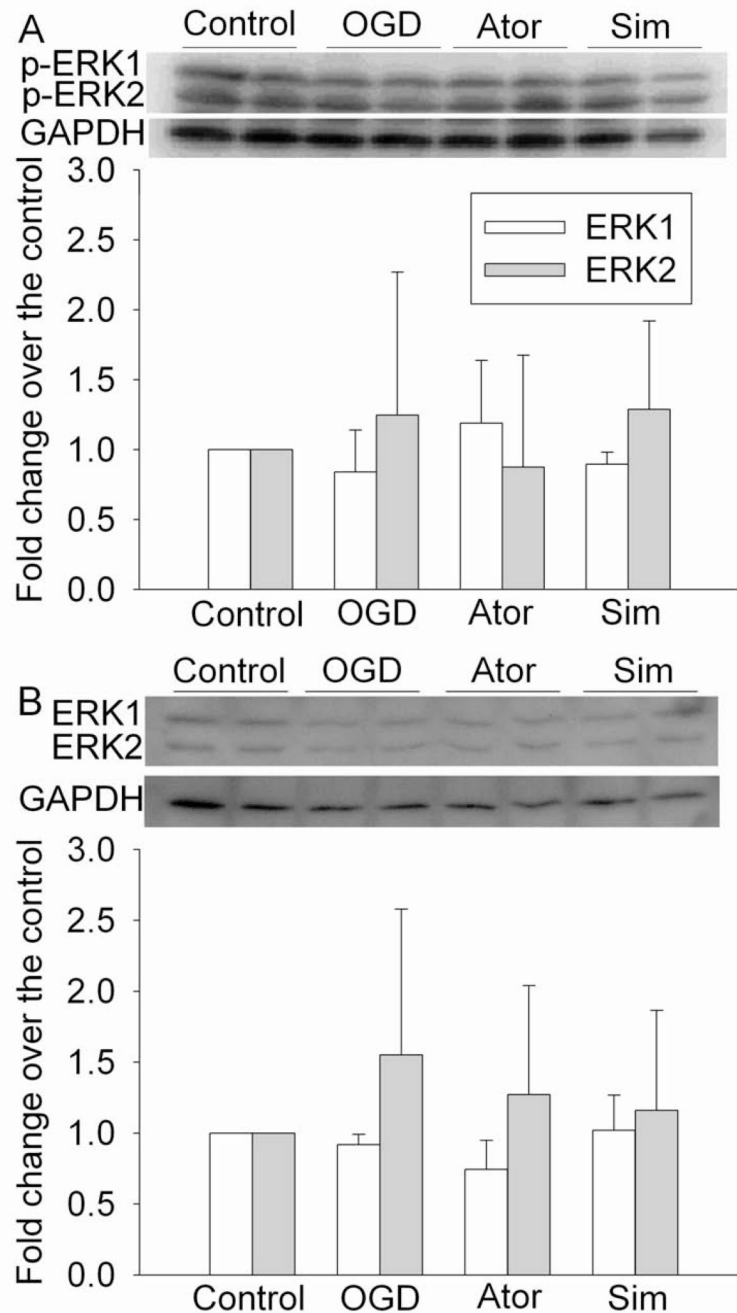 A
Control OGD Ator Sim
p-ERK1
p-ERK2
GAPDH
Fold change over the control
3.0
2.5
2.0
1.5
1.0
0.5
0.0
ERK1
ERK2
Control OGD Ator Sim
B
Control OGD Ator Sim
ERK1
ERK2
GAPDH
Fold change over the control
3.0
2.5
2.0
1.5
1.0
0.5
0.0
Control OGD Ator Sim